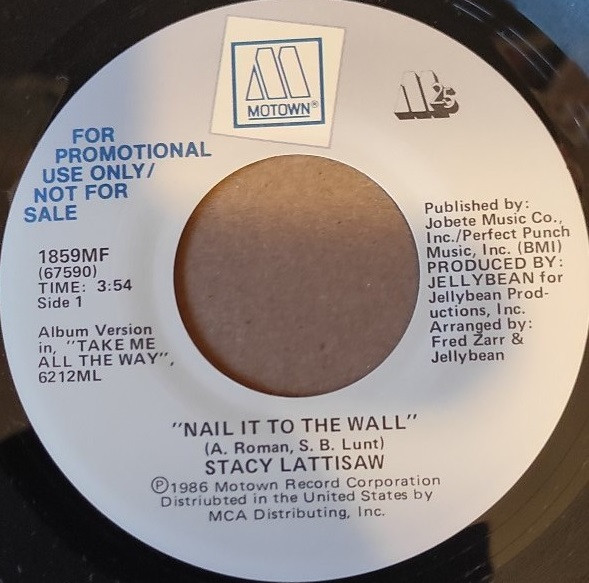 MOTOWN®
M25
FOR
PROMOTIONAL
USE ONLY/
NOT FOR
SALE
1859MF
(67590)
TIME: 3:54
Side 1
Album Version
in, "TAKE ME
ALL THE WAY",
6212ML
Published by:
Jobete Music Co.,
Inc./Perfect Punch
Music, Inc. (BMI)
PRODUCED BY:
JELLYBEAN for
Jellybean Prod-
uctions, Inc.
Arranged by:
Fred Zarr &
Jellybean
"NAIL IT TO THE WALL"
(A. Roman, S. B. Lunt)
STACY LATTISAW
Ⓟ1986 Motown Record Corporation
Distriubted in the United States by
MCA Distributing, Inc.